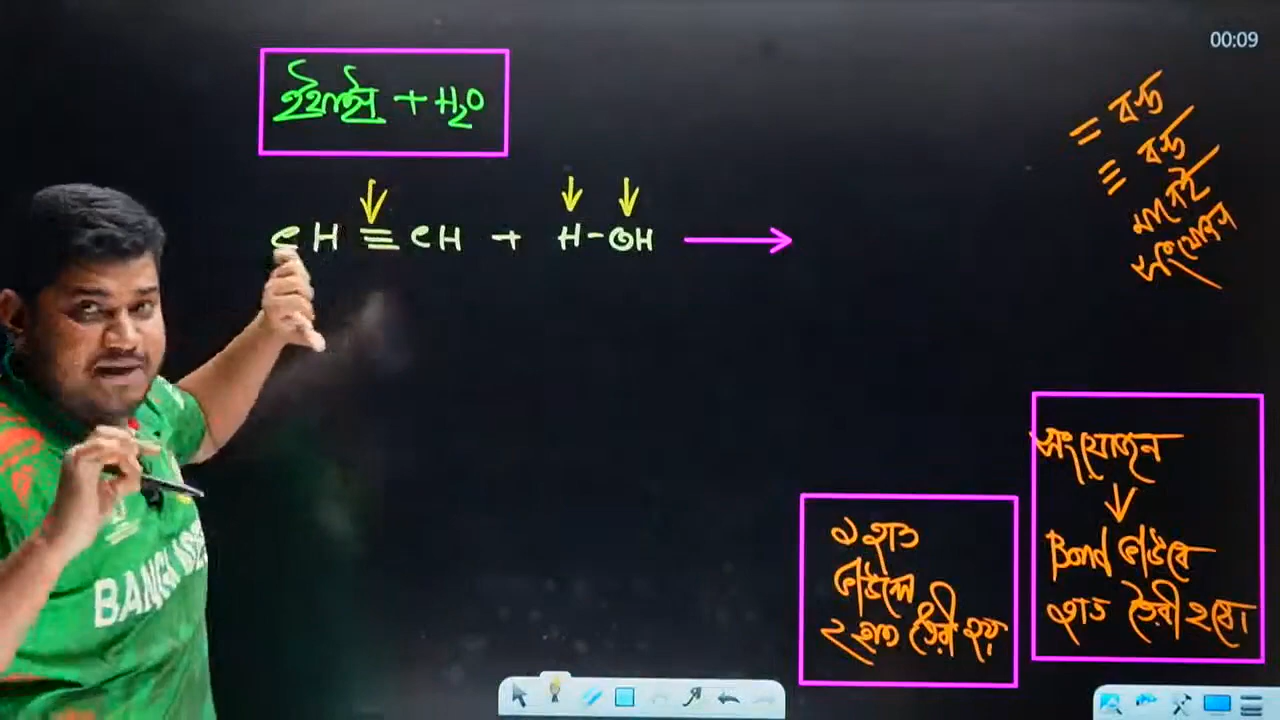 00:09
ইথাইন + H₂O
= বন্ড
≡ বন্ড
মানেই
সংযোজন
CH ≡ CH + H-OH →
সংযোজন
↓
Bond ভাঙবে
হাত তৈরী হবে
১ হাত
ভাঙলে
২ হাত তৈরী হয়
BANGLADES